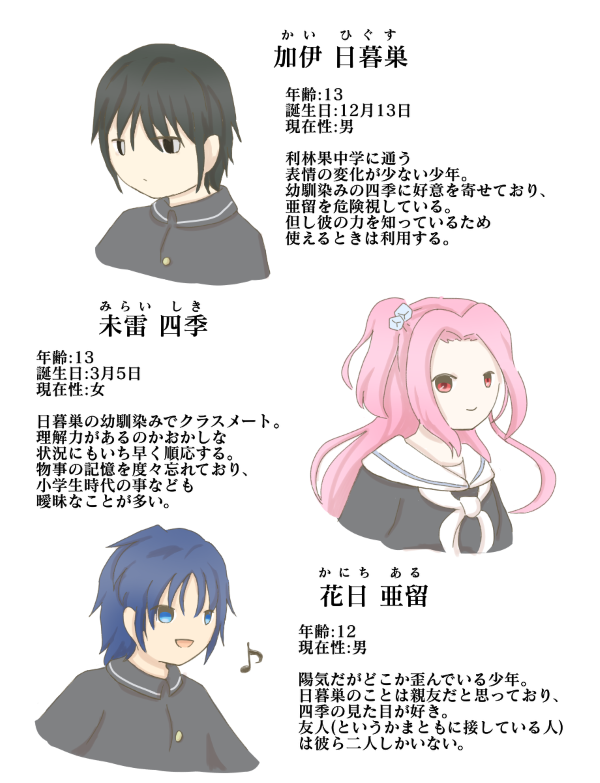 かい ひぐす
加伊 日暮巣
年齢:13
誕生日:12月13日
現在性:男
利林果中学に通う
表情の変化が少ない少年。
幼馴染みの四季に好意を寄せており、
亜留を危険視している。
但し彼の力を知っているため
使えるときは利用する。
みらい しき
未雷 四季
年齢:13
誕生日:3月5日
現在性:女
日暮巣の幼馴染みでクラスメート。
理解力があるのかおかしな
状況にもいち早く順応する。
物事の記憶を度々忘れており、
小学生時代の事なども
曖昧なことが多い。
かにち ある
花日 亜留
年齢:12
現在性:男
陽気だがどこか歪んでいる少年。
日暮巣のことは親友だと思っており、
四季の見た目が好き。
友人(というかまともに接している人)
は彼ら二人しかいない。